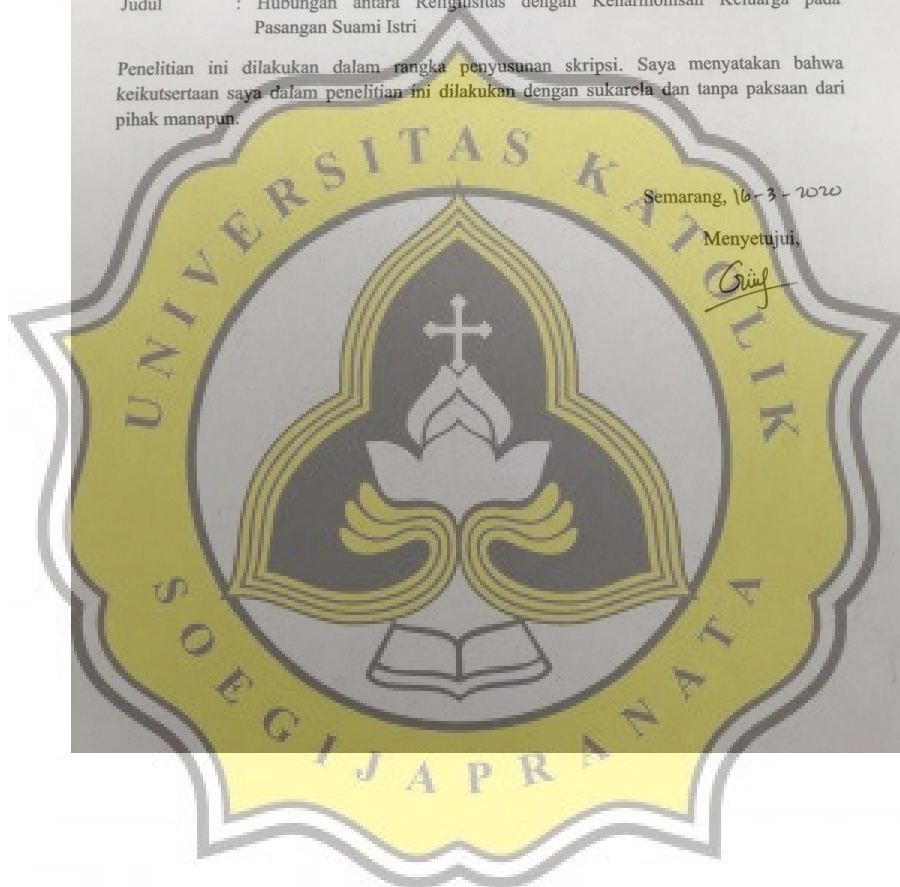 Judul : Hubungan antara Religiusitas dengan Keharmonisan Keluarga pada
Pasangan Suami Istri
Penelitian ini dilakukan dalam rangka penyusunan skripsi. Saya menyatakan bahwa
keikutsertaan saya dalam penelitian ini dilakukan dengan sukarela dan tanpa paksaan dari
pihak manapun.
Semarang, 16-3-2020
Menyetujui,
UNIVERSITAS KATOLIK
SOEGIJAPRANATA